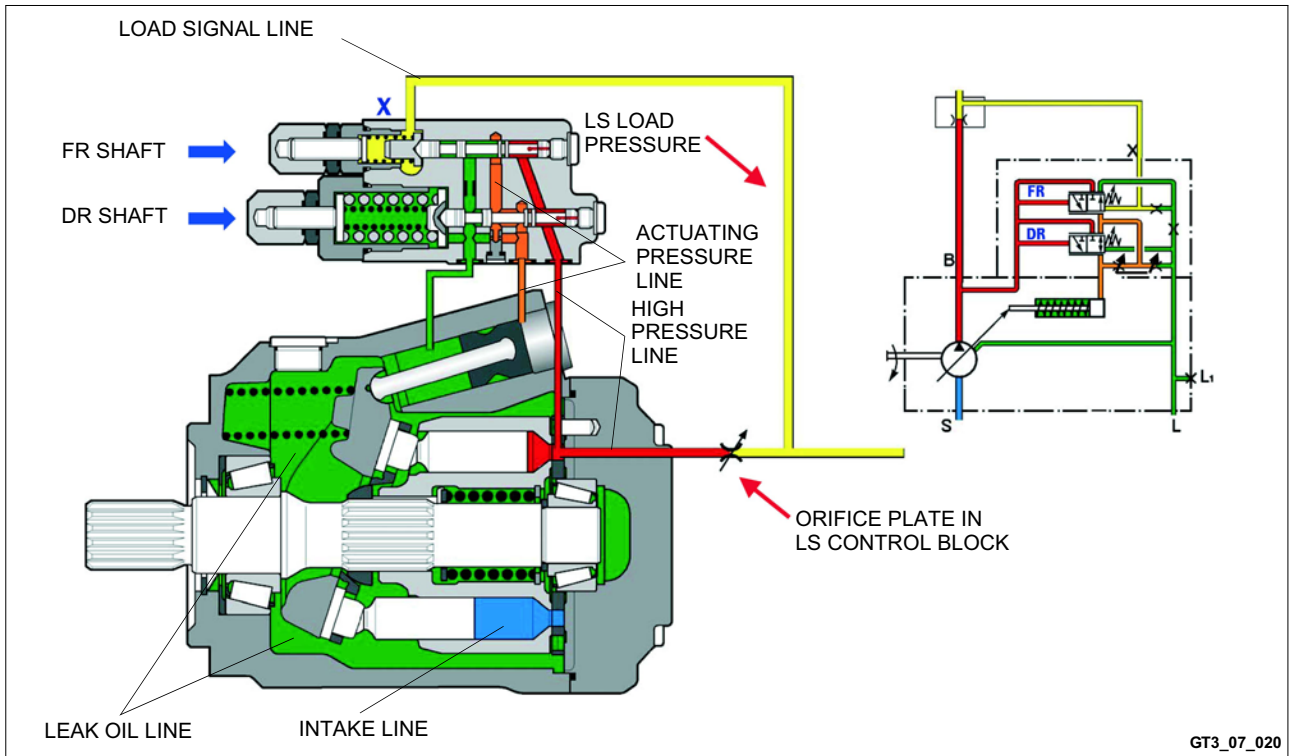 LOAD SIGNAL LINE
X
LS LOAD
PRESSURE
FR SHAFT
DR SHAFT
ACTUATING
PRESSURE
LINE
HIGH
PRESSURE
LINE
X
FR
DR
B
L1
S
L
ORIFICE PLATE IN
LS CONTROL BLOCK
LEAK OIL LINE
INTAKE LINE
GT3_07_020